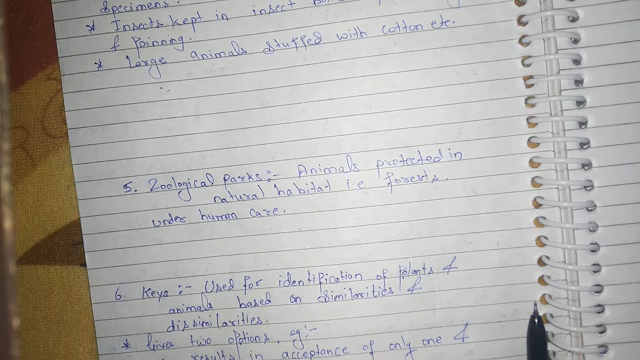 specimens.
* Insects kept in insect
& pinning.
* Large animals stuffed with cotton etc.
5. Zoological Parks :- Animals protected in
natural habitat i.e forests.
under human care.
6. Keys :- Used for identification of plants &
animals based on similarities &
dissimilarities.
* Gives two options. eg:-
results in acceptance of only one &